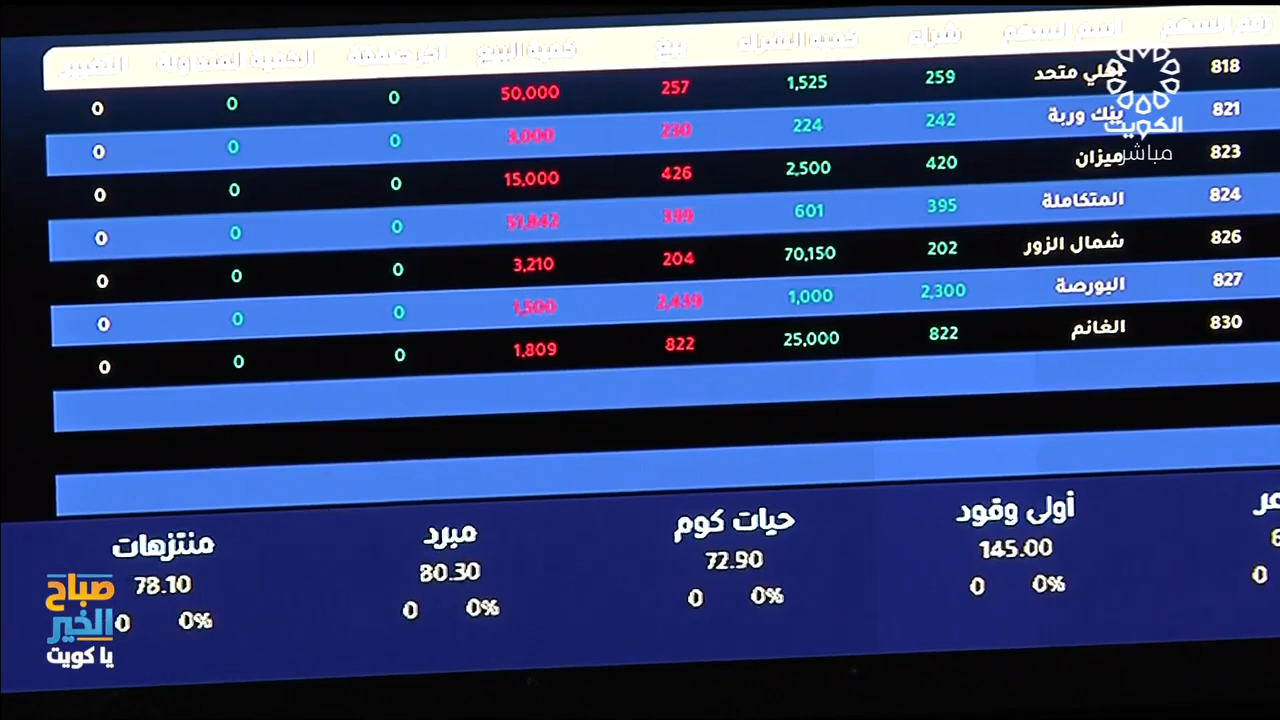 رقم السهم اسم السهم شراء كمية الشراء بيع كمية البيع اخر صفقة الكمية المتداولة التغيير
818 أهلي متحد 259 1,525 257 50,000 0 0 0
821 بنك وربة 242 224 230 3,000 0 0 0
823 ميزان 420 2,500 426 15,000 0 0 0
824 المتكاملة 395 601 399 51,842 0 0 0
826 شمال الزور 202 70,150 204 3,210 0 0 0
827 البورصة 2,300 1,000 2,439 1,500 0 0 0
830 الغانم 822 25,000 822 1,809 0 0 0
أولى وقود حيات كوم مبرد منتزهات
145.00 72.90 80.30 78.10
0 0% 0 0% 0 0% 0 0%
الكويت
مباشر
صباح
الخير
يا كويت